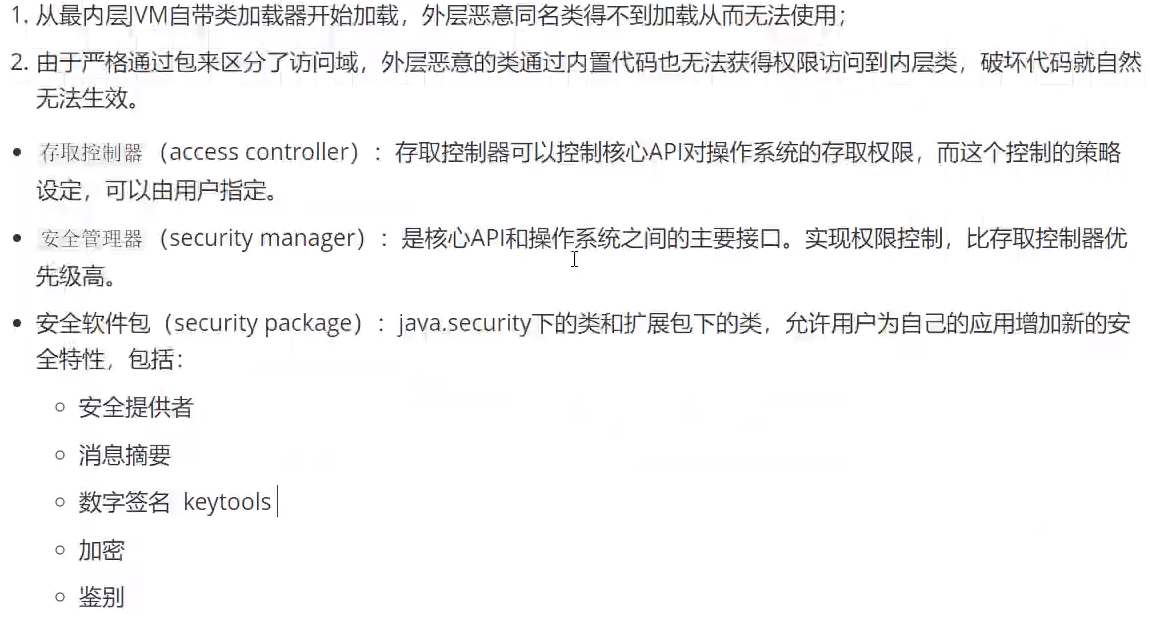 1. 从最内层JVM自带类加载器开始加载，外层恶意同名类得不到加载从而无法使用；
2. 由于严格通过包来区分了访问域，外层恶意的类通过内置代码也无法获得权限访问到内层类，破坏代码就自然
无法生效。
• 存取控制器（access controller）：存取控制器可以控制核心API对操作系统的存取权限，而这个控制的策略
设定，可以由用户指定。
• 安全管理器（security manager）：是核心API和操作系统之间的主要接口。实现权限控制，比存取控制器优
先级高。
• 安全软件包（security package）：java.security下的类和扩展包下的类，允许用户为自己的应用增加新的安
全特性，包括：
○ 安全提供者
○ 消息摘要
○ 数字签名 keytools
○ 加密
○ 鉴别